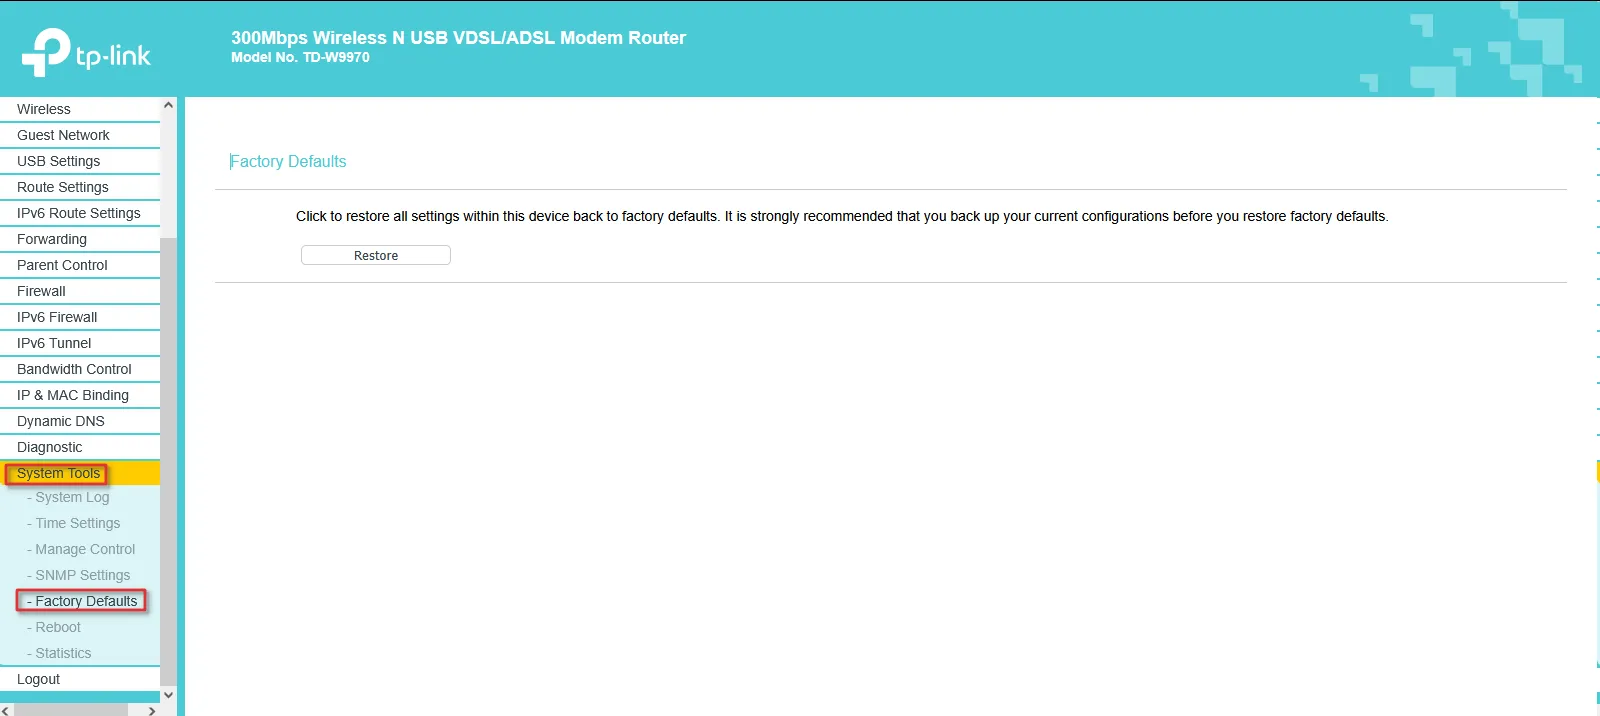 tp-link
300Mbps Wireless N USB VDSL/ADSL Modem Router
Model No. TD-W9970
Wireless
Guest Network
USB Settings
Route Settings
IPv6 Route Settings
Forwarding
Parent Control
Firewall
IPv6 Firewall
IPv6 Tunnel
Bandwidth Control
IP & MAC Binding
Dynamic DNS
Diagnostic
System Tools
- System Log
- Time Settings
- Manage Control
- SNMP Settings
- Factory Defaults
- Reboot
- Statistics
Logout
Factory Defaults
Click to restore all settings within this device back to factory defaults. It is strongly recommended that you back up your current configurations before you restore factory defaults.
Restore